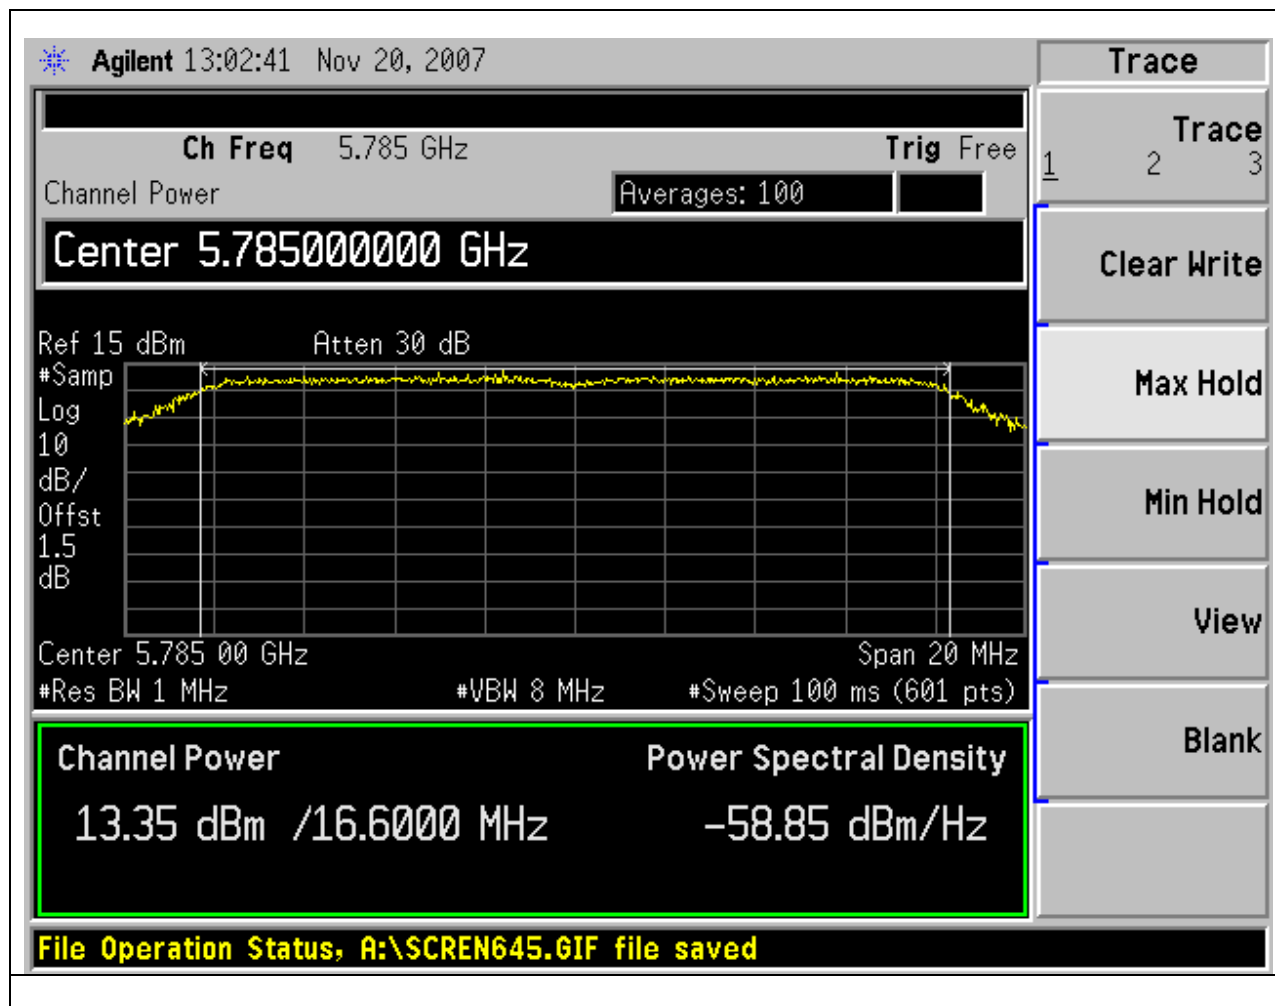 Agilent 13:02:41 Nov 20, 2007
Trace
Ch Freq 5.785 GHz Trig Free
Channel Power Averages: 100
Center 5.785000000 GHz
Ref 15 dBm Atten 30 dB
#Samp
Log
10
dB/
Offst
1.5
dB
Center 5.785 00 GHz Span 20 MHz
#Res BW 1 MHz #VBW 8 MHz #Sweep 100 ms (601 pts)
Channel Power Power Spectral Density
13.35 dBm /16.6000 MHz -58.85 dBm/Hz
File Operation Status, A:\SCREN645.GIF file saved
Trace
1 2 3
Clear Write
Max Hold
Min Hold
View
Blank